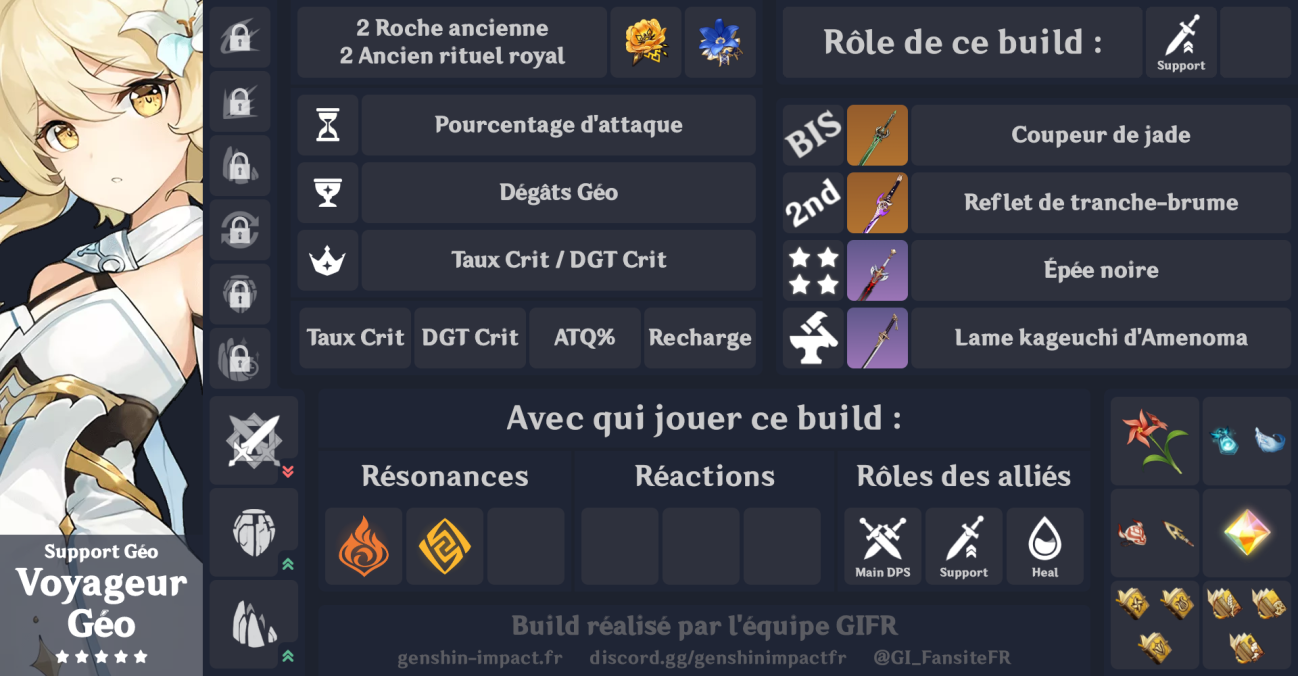 2 Roche ancienne
2 Ancien rituel royal
Pourcentage d'attaque
Dégâts Géo
Taux Crit / DGT Crit
Taux Crit
DGT Crit
ATQ%
Recharge
Rôle de ce build :
Support
BIS
Coupeur de jade
2nd
Reflet de tranche-brume
Épée noire
Lame kageuchi d'Amenoma
Avec qui jouer ce build :
Résonances
Réactions
Rôles des alliés
Main DPS
Support
Heal
Support Géo
Voyageur
Géo
Build réalisé par l'équipe GIFR
genshin-impact.fr discord.gg/genshinimpactfr @GI_FansiteFR